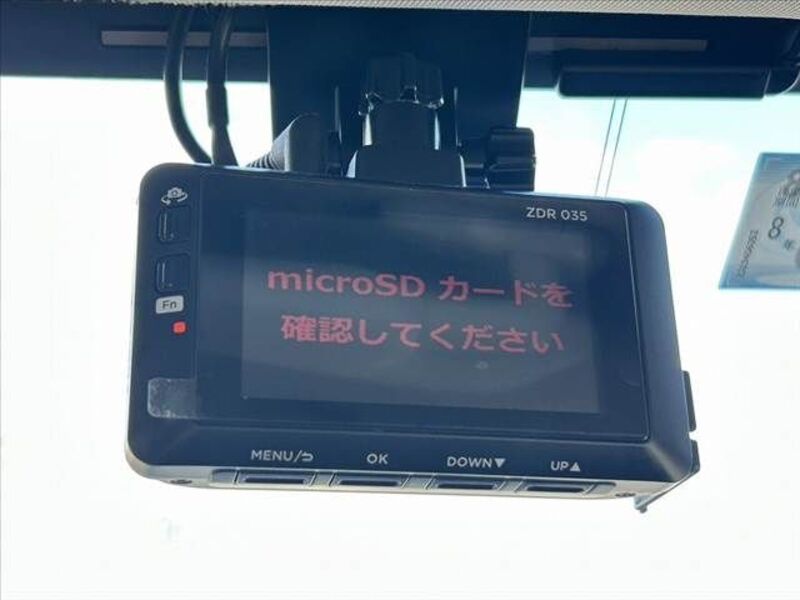 ZDR 035
microSD カードを
確認してください
Fn
MENU/⮌ OK DOWN▼ UP▲
8